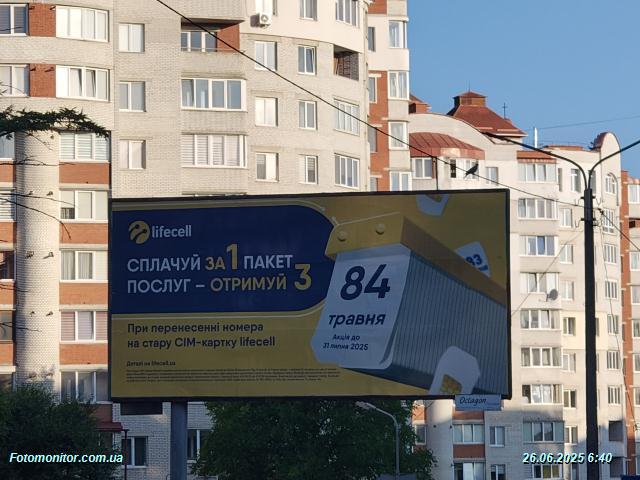 lifecell
СПЛАЧУЙ ЗА 1 ПАКЕТ
ПОСЛУГ – ОТРИМУЙ 3
При перенесенні номера
на стару СІМ-картку lifecell
Деталі на lifecell.ua
84
травня
Акція до
31 липня 2025
83
Octagon
Fotomonitor.com.ua
26.06.2025 6:40